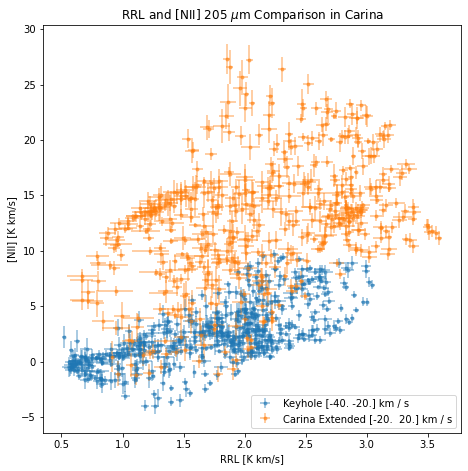 RRL and [NII] 205 μm Comparison in Carina
30
25
20
15
10
5
0
−5
[NII] [K km/s]
0.5 1.0 1.5 2.0 2.5 3.0 3.5
RRL [K km/s]
Keyhole [-40. -20.] km / s
Carina Extended [-20. 20.] km / s